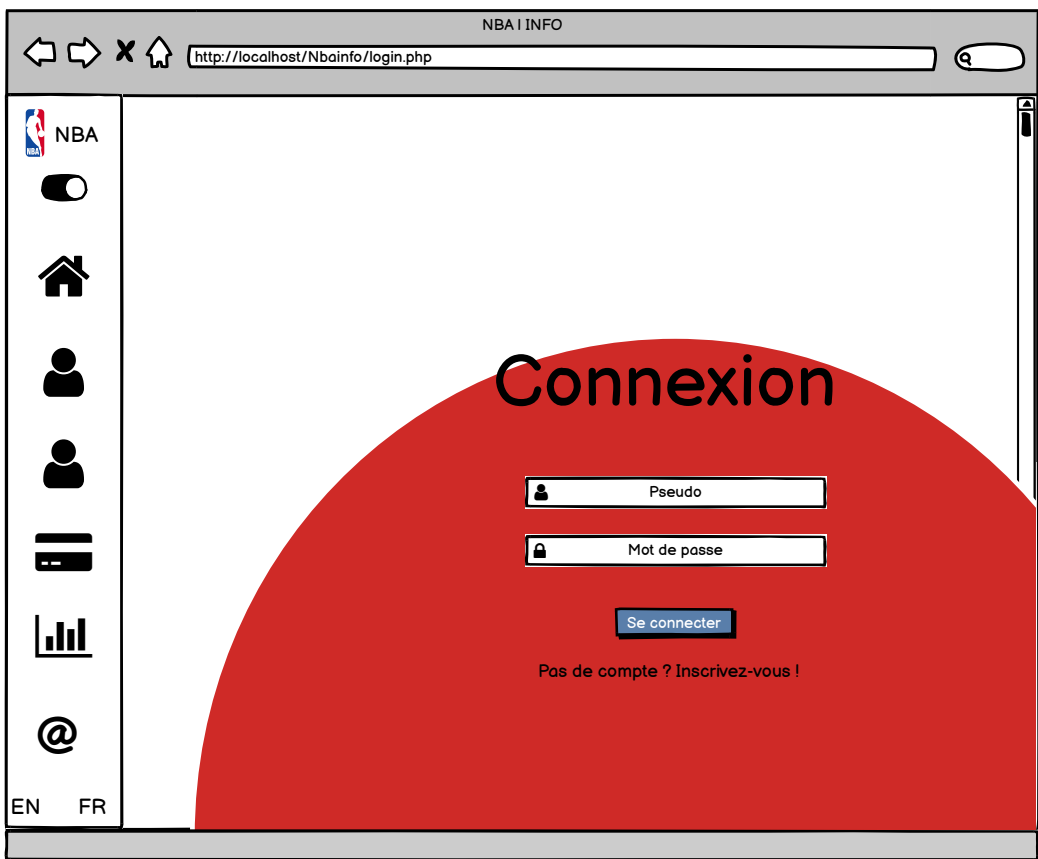 NBA I INFO
http://localhost/Nbainfo/login.php
NBA
NBA
Connexion
Pseudo
Mot de passe
Se connecter
Pas de compte ? Inscrivez-vous !
@
EN FR